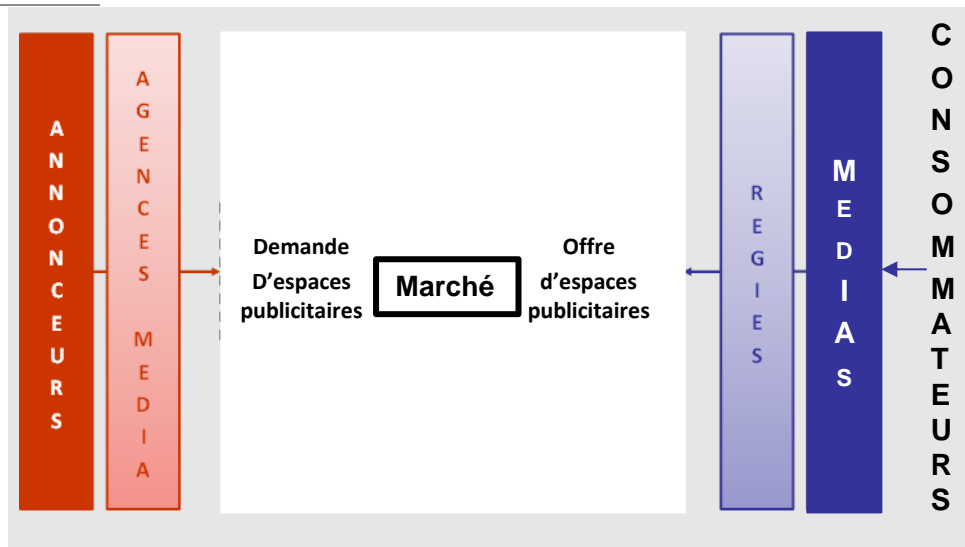 ANNONCEURS
AGENCES MEDIA
Demande
D’espaces
publicitaires
Marché
Offre
d’espaces
publicitaires
REGIES
MEDIAS
CONSOMMATEURS